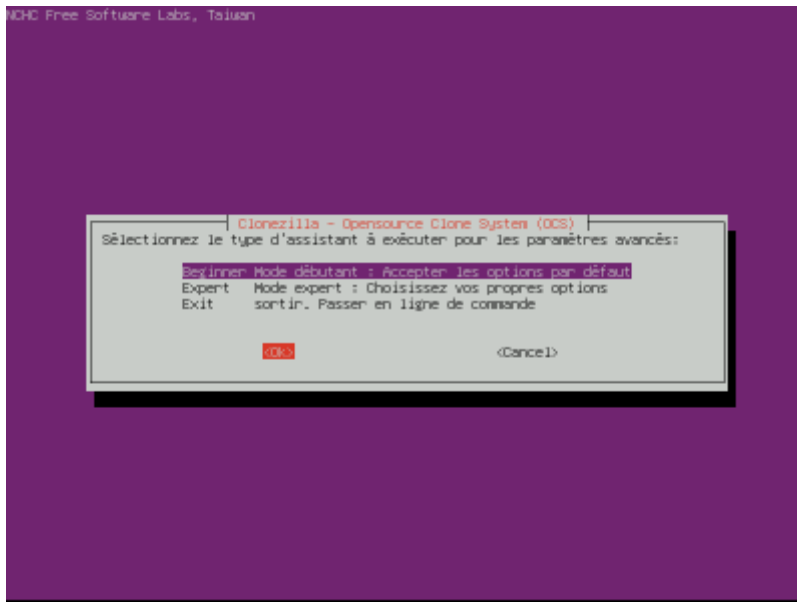 NCHC Free Software Labs, Taiwan
Clonezilla - Opensource Clone System (OCS)
Sélectionnez le type d'assistant à exécuter pour les paramètres avancés:
Beginner Mode débutant : Accepter les options par défaut
Expert Mode expert : Choisissez vos propres options
Exit sortir. Passer en ligne de commande
<Ok> <Cancel>